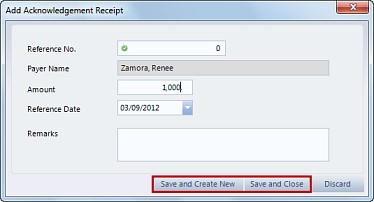 Add Acknowledgement Receipt
Reference No. 0
Payer Name Zamora, Renee
Amount 1,000
Reference Date 03/09/2012
Remarks
Save and Create New Save and Close Discard